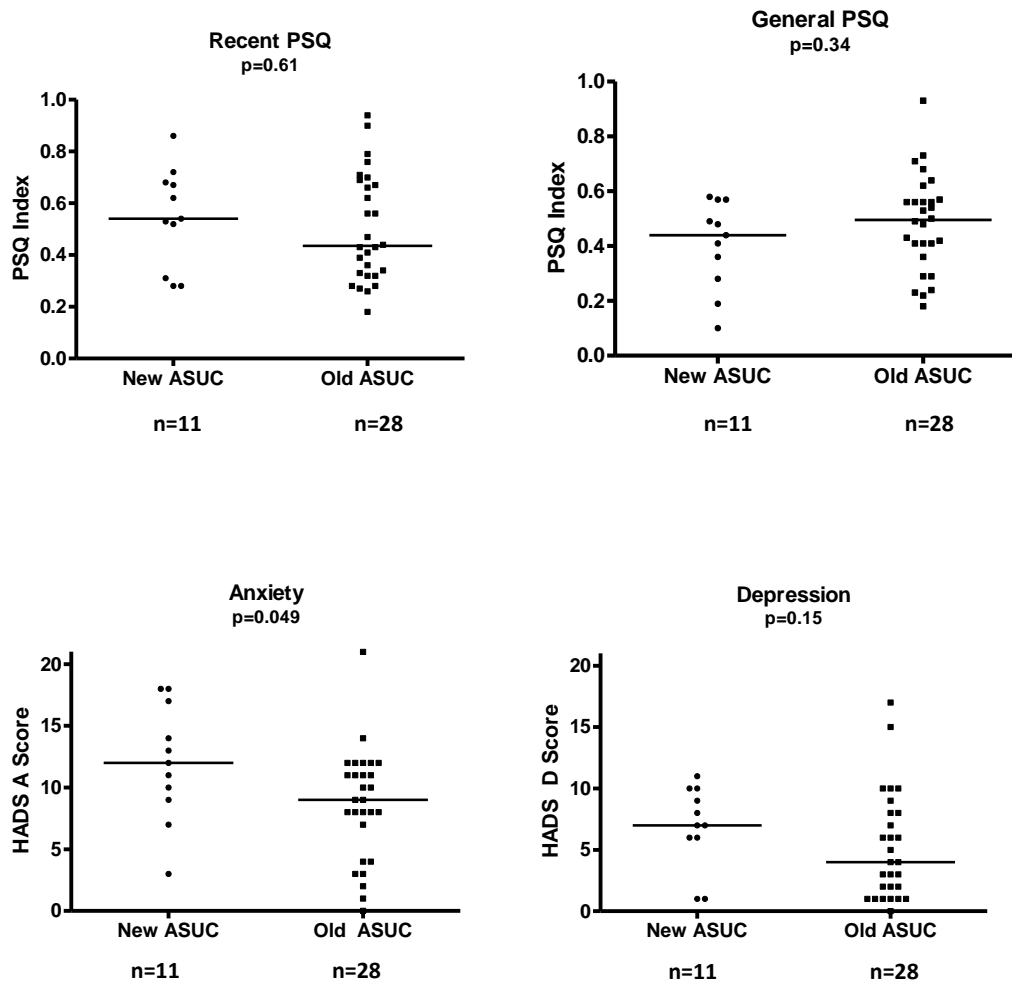 Recent PSQ
p=0.61
PSQ Index
1.0
0.8
0.6
0.4
0.2
0.0
New ASUC
Old ASUC
n=11
n=28
General PSQ
p=0.34
PSQ Index
1.0
0.8
0.6
0.4
0.2
0.0
New ASUC
Old ASUC
n=11
n=28
Anxiety
p=0.049
HADS A Score
20
15
10
5
0
New ASUC
Old ASUC
n=11
n=28
Depression
p=0.15
HADS D Score
20
15
10
5
0
New ASUC
Old ASUC
n=11
n=28